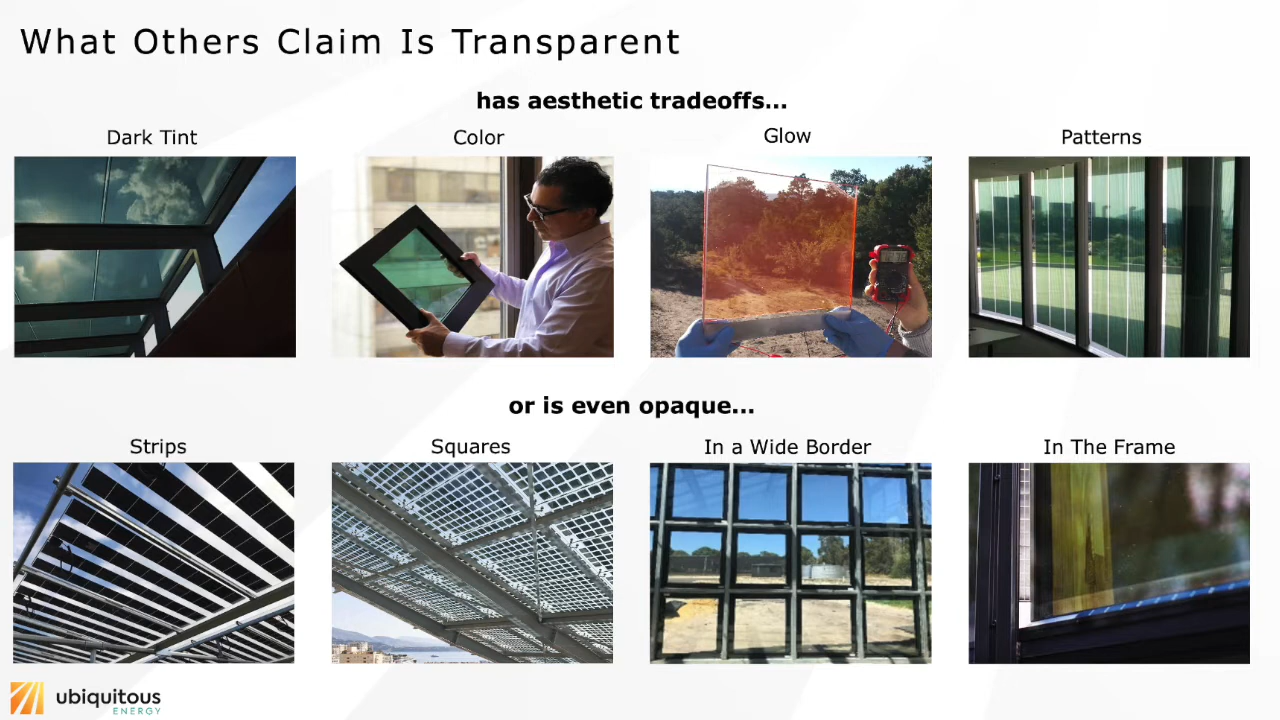 What Others Claim Is Transparent
has aesthetic tradeoffs...
Dark Tint
Color
Glow
Patterns
or is even opaque...
Strips
Squares
In a Wide Border
In The Frame
ubiquitous
ENERGY